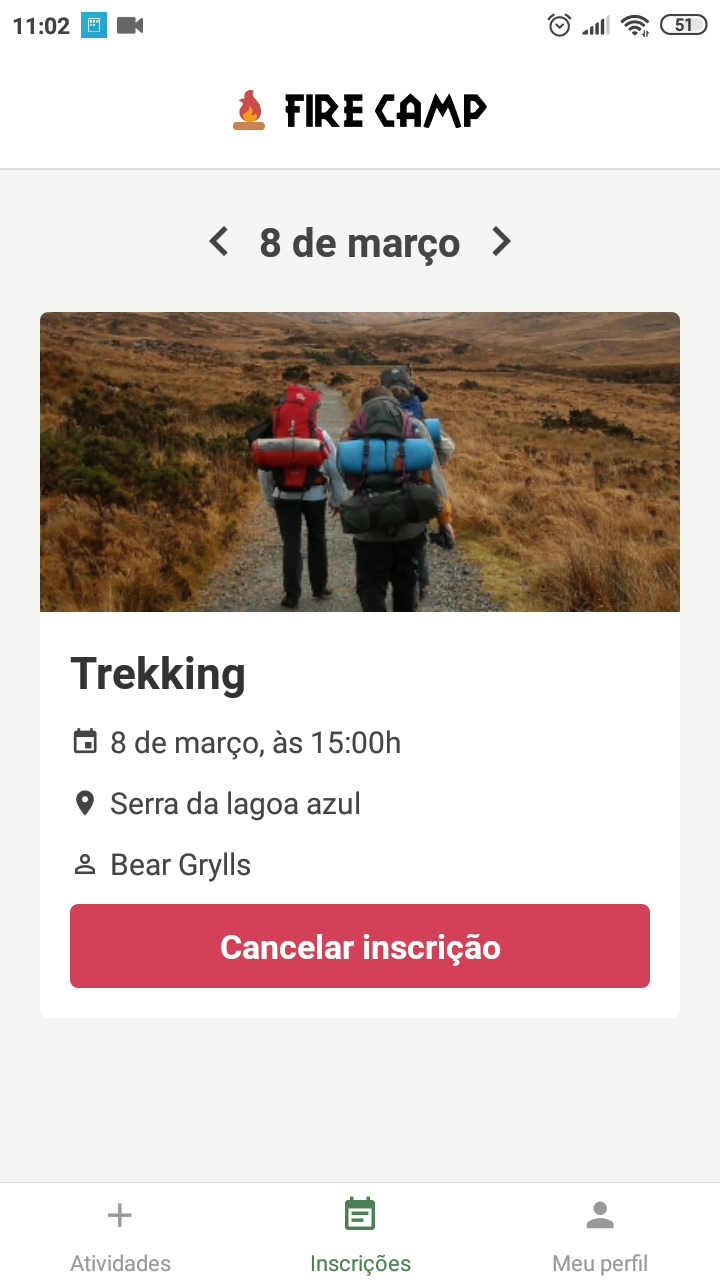 11:02
51
FIRE CAMP
8 de março
Trekking
8 de março, às 15:00h
Serra da lagoa azul
Bear Grylls
Cancelar inscrição
Atividades
Inscrições
Meu perfil